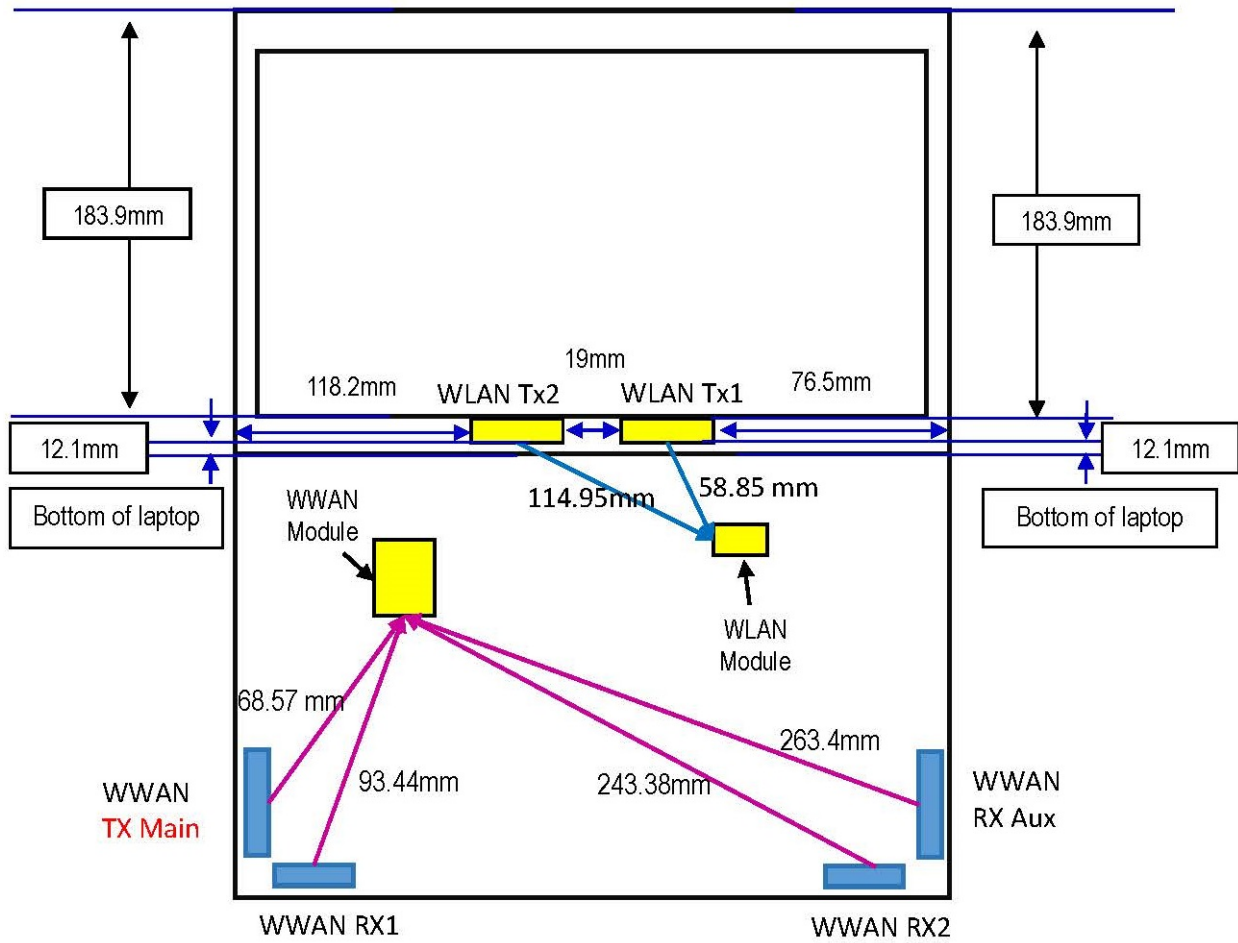 183.9mm
183.9mm
19mm
118.2mm
WLAN Tx2
WLAN Tx1
76.5mm
12.1mm
12.1mm
Bottom of laptop
Bottom of laptop
114.95mm
58.85 mm
WWAN
Module
WLAN
Module
68.57 mm
93.44mm
243.38mm
263.4mm
WWAN
TX Main
WWAN
RX Aux
WWAN RX1
WWAN RX2